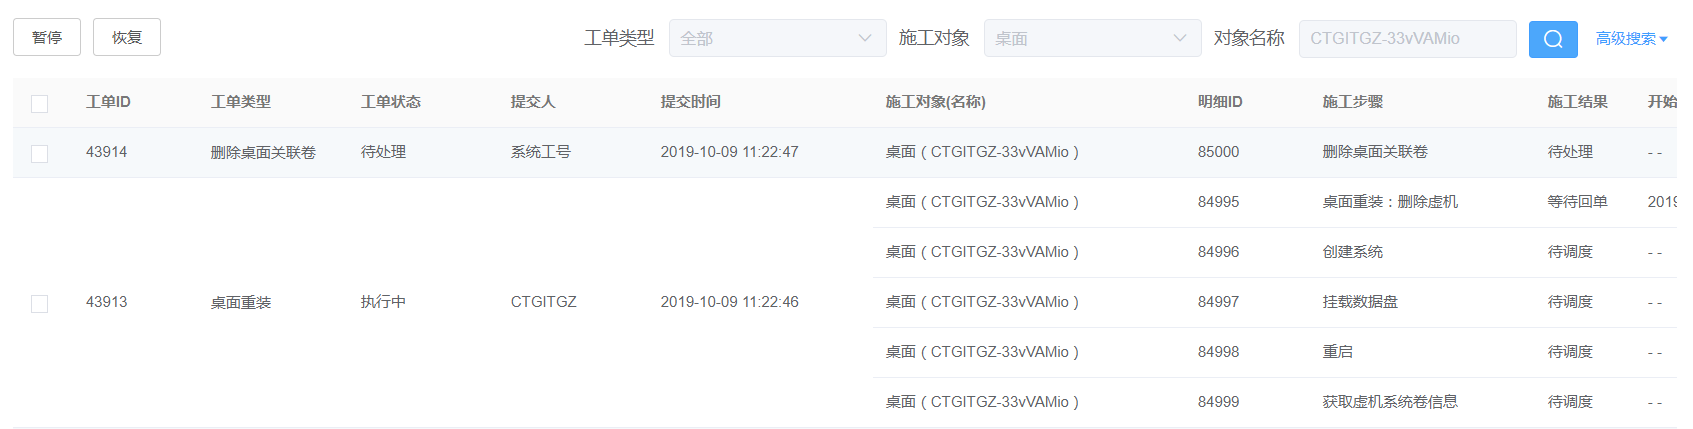 暂停 恢复 工单类型 全部 施工对象 桌面 对象名称 CTGITGZ-33vVAMio 高级搜索
工单ID 工单类型 工单状态 提交人 提交时间 施工对象(名称) 明细ID 施工步骤 施工结果 开始
43914 删除桌面关联卷 待处理 系统工号 2019-10-09 11:22:47 桌面（CTGITGZ-33vVAMio） 85000 删除桌面关联卷 待处理 - -
桌面（CTGITGZ-33vVAMio） 84995 桌面重装：删除虚机 等待回单 2019
桌面（CTGITGZ-33vVAMio） 84996 创建系统 待调度 - -
43913 桌面重装 执行中 CTGITGZ 2019-10-09 11:22:46 桌面（CTGITGZ-33vVAMio） 84997 挂载数据盘 待调度 - -
桌面（CTGITGZ-33vVAMio） 84998 重启 待调度 - -
桌面（CTGITGZ-33vVAMio） 84999 获取虚机系统卷信息 待调度 - -